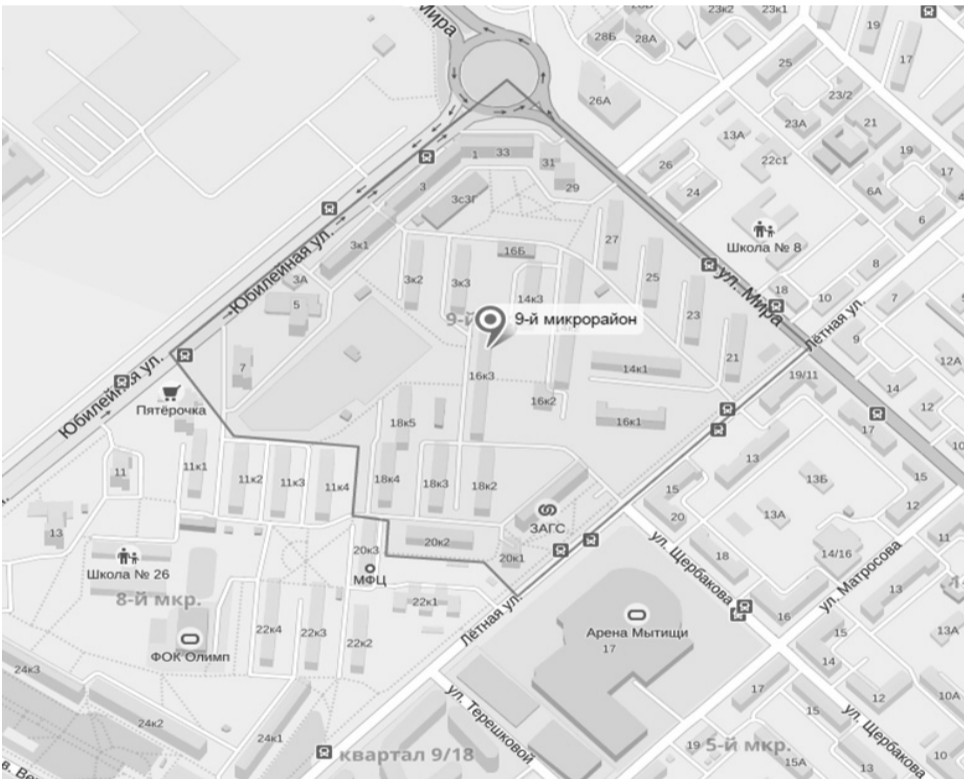 Мира
28Б
28А
23к2
23к1
19
17
25
26А
23/2
23А
21
13А
22с1
19
17
6А
6
1
33
31
29
3
3с3Г
26
24
Школа № 8
27
25
23
21
16Б
3к1
3к2
3к3
14к3
3А
5
7
Юбилейная ул.
ул. Мира
18
10
8
7
9
Лётная ул.
12А
14
12
10
9-й микрорайон
16к3
14к1
16к2
16к1
19/11
17
Юбилейная ул.
Пятёрочка
18к5
18к4
18к3
18к2
11
11к1
11к2
11к3
11к4
13
15
20
13
13Б
13А
15
12
14/16
11
ЗАГС
20к2
20к1
20к3
МФЦ
Школа № 26
8-й мкр.
ФОК Олимп
22к1
22к4
22к3
22к2
Лётная ул.
ул. Щербакова
18
16
ул. Матросова
13
13А
15
14
12
10А
Арена Мытищи
17
24к3
24к2
24к1
ул. Терешковой
17
15
ул. Щербакова
10
квартал 9/18
19
5-й мкр.
15А
13